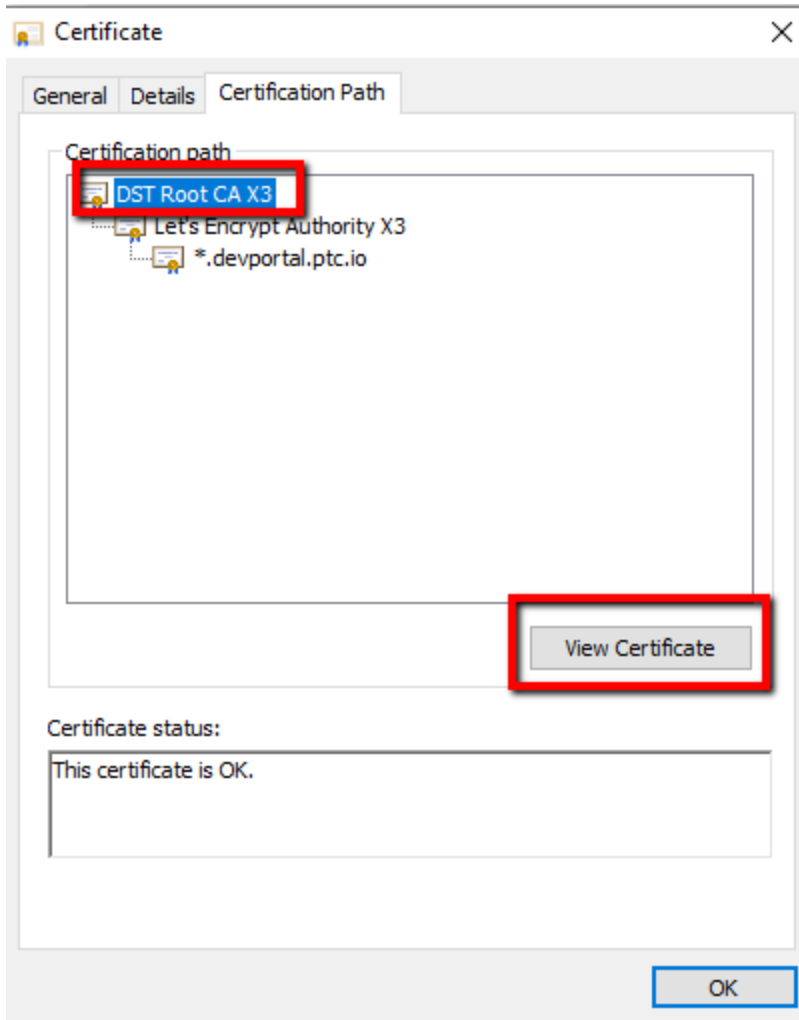 Certificate
General Details Certification Path
Certification path
DST Root CA X3
Let's Encrypt Authority X3
*.devportal.ptc.io
View Certificate
Certificate status:
This certificate is OK.
OK